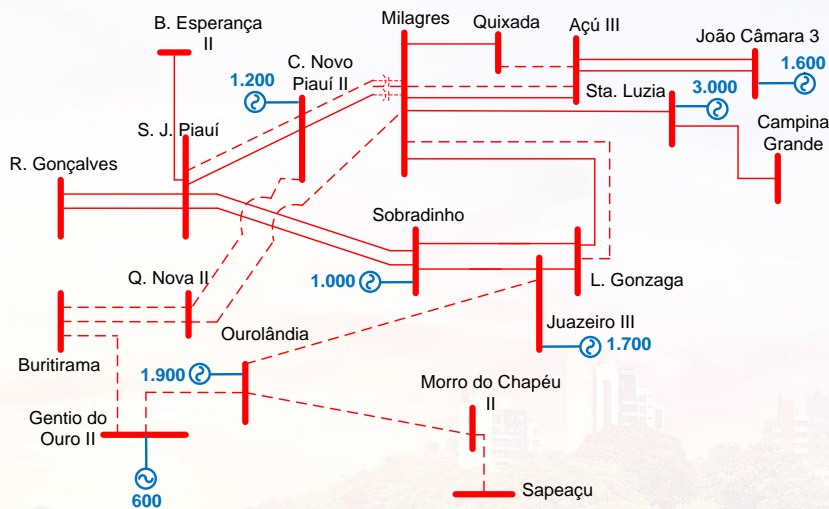 B. Esperança
II
Milagres
Quixada
Açú III
João Câmara 3
1.200
C. Novo
Piauí II
1.600
3.000
S. J. Piauí
Sta. Luzia
Campina
Grande
R. Gonçalves
Sobradinho
Q. Nova II
1.000
L. Gonzaga
Ourolândia
Juazeiro III
1.700
Buritirama
1.900
Morro do Chapéu
II
Gentio do
Ouro II
600
Sapeaçu